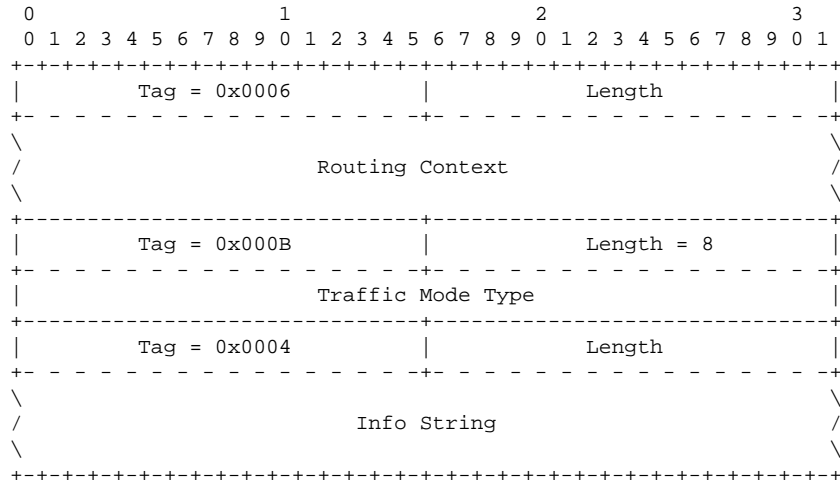 0                   1                   2                   3
0 1 2 3 4 5 6 7 8 9 0 1 2 3 4 5 6 7 8 9 0 1 2 3 4 5 6 7 8 9 0 1
Tag = 0x0006 Length
Routing Context
Tag = 0x000B Length = 8
Traffic Mode Type
Tag = 0x0004 Length
Info String